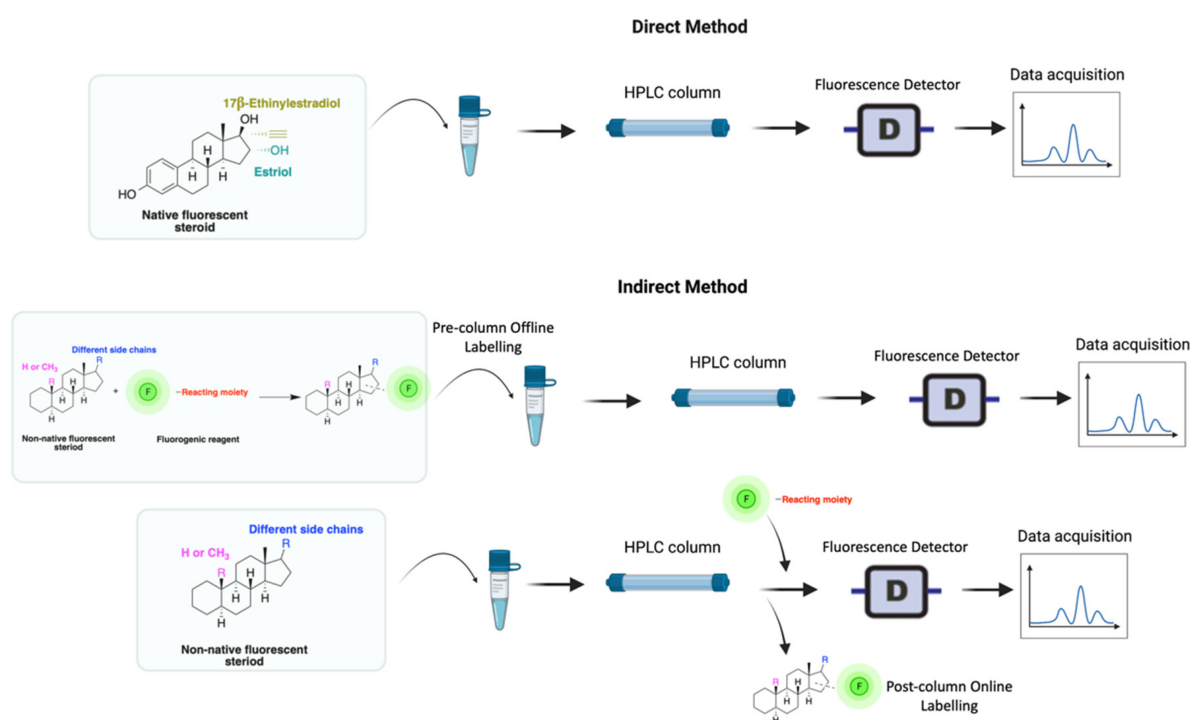 Direct Method
17β-Ethinylestradiol
OH
H
H
H
OH
Estriol
HO
Native fluorescent
steroid
HPLC column
Fluorescence Detector
D
Data acquisition
Indirect Method
Different side chains
H or CH3
R
R
H
H
H
H
+
F
–Reacting moiety
Non-native fluorescent
steriod
Fluorogenic reagent
R
R
H
H
H
H
F
Pre-column Offline
Labelling
HPLC column
Fluorescence Detector
D
Data acquisition
Different side chains
H or CH3
R
R
H
H
H
H
Non-native fluorescent
steriod
HPLC column
F
–Reacting moiety
Fluorescence Detector
D
Data acquisition
R
R
H
H
H
H
F
Post-column Online
Labelling